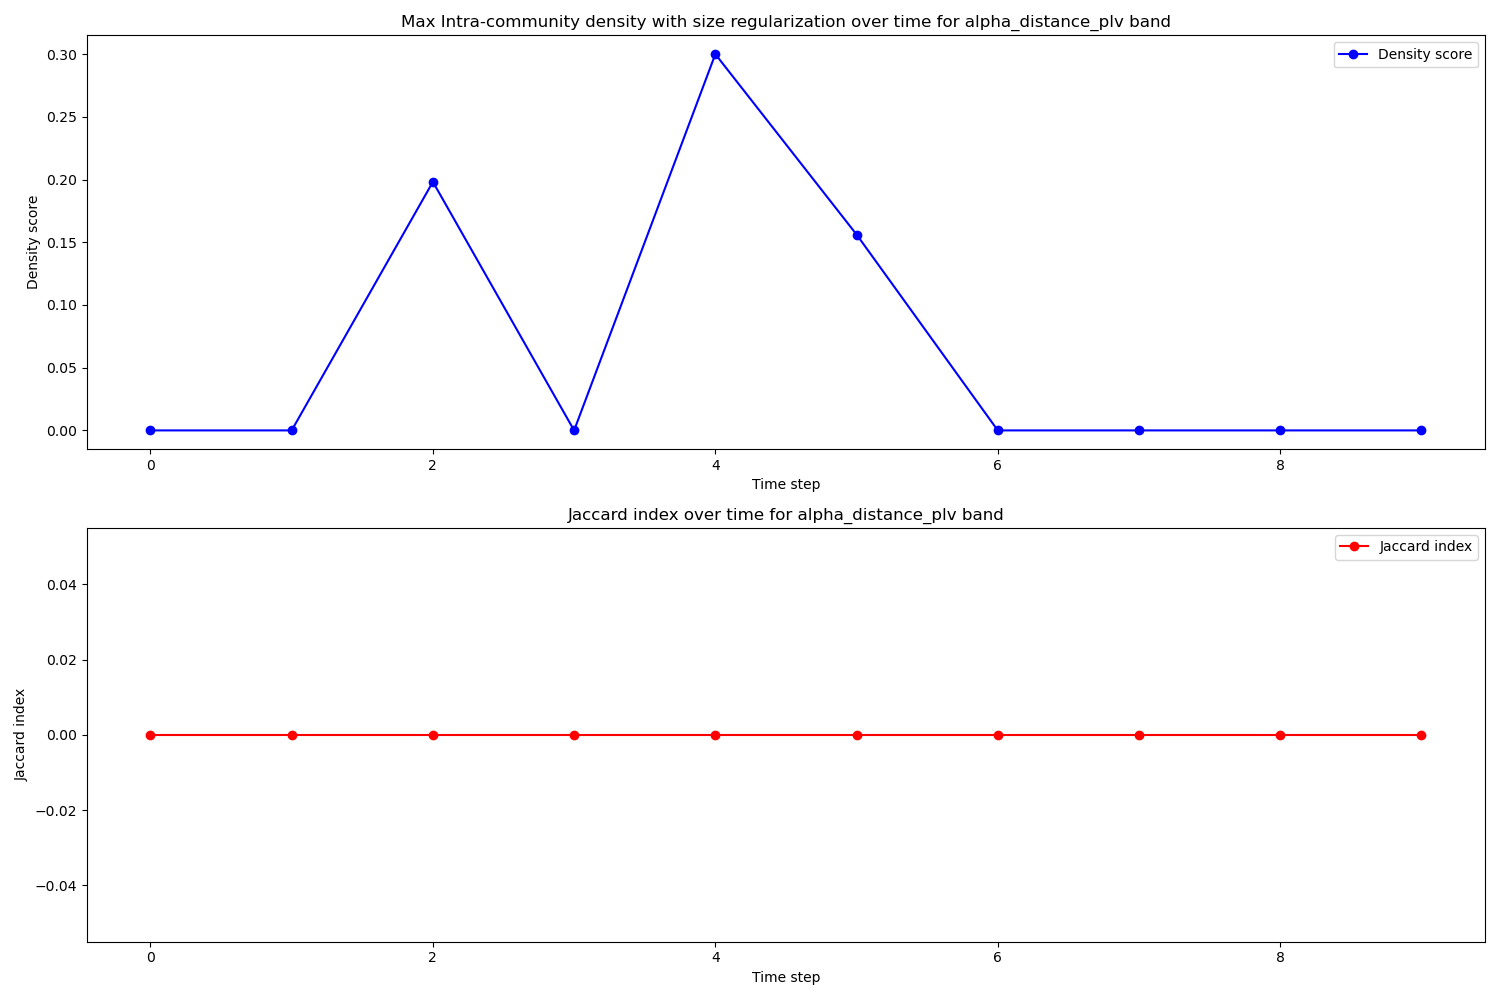 Max Intra-community density with size regularization over time for alpha_distance_plv band
Density score
0.30
0.25
0.20
0.15
0.10
0.05
0.00
Density score
0 2 4 6 8
Time step
Jaccard index over time for alpha_distance_plv band
Jaccard index
0.04
0.02
0.00
−0.02
−0.04
Jaccard index
0 2 4 6 8
Time step